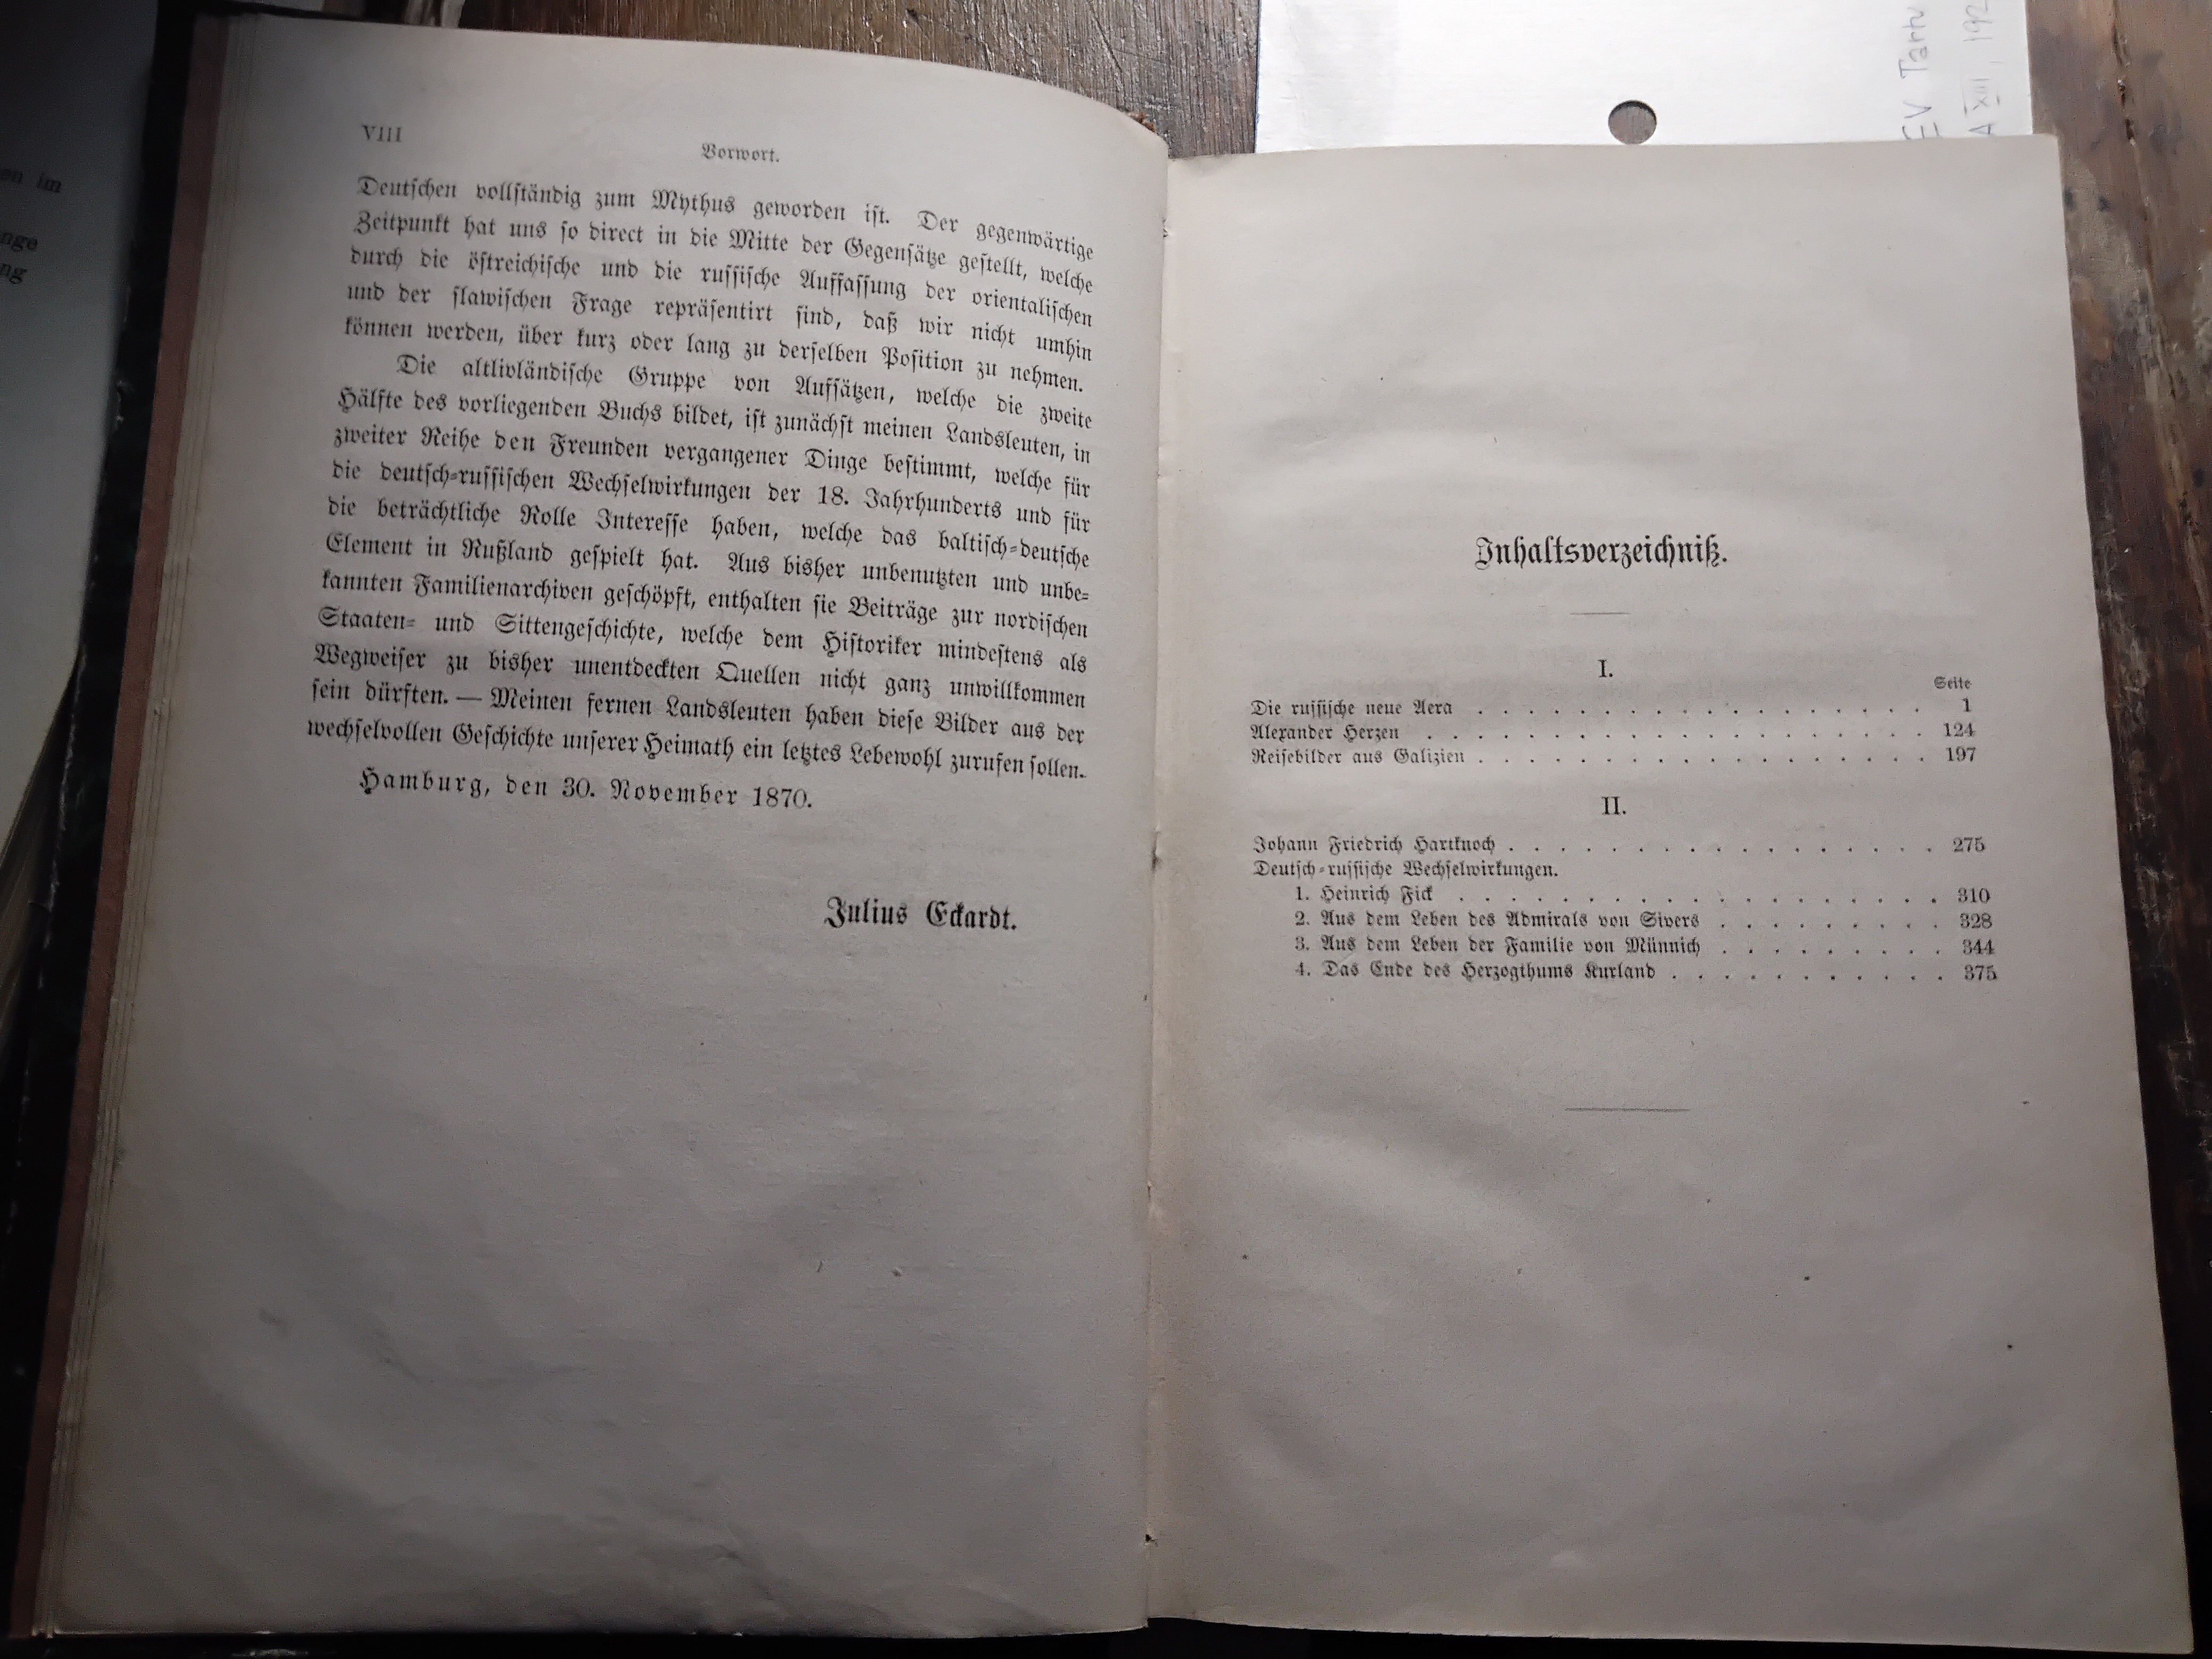 VIII
Vorwort.
Deutschen vollständig zum Mythus geworden ist. Der gegenwärtige
Zeitpunkt hat uns so direct in die Mitte der Gegensätze gestellt, welche
durch die östreichische und die russische Auffassung der orientalischen
und der slawischen Frage repräsentirt sind, daß wir nicht umhin
können werden, über kurz oder lang zu derselben Position zu nehmen.
Die altlivländische Gruppe von Aufsätzen, welche die zweite
Hälfte des vorliegenden Buchs bildet, ist zunächst meinen Landsleuten, in
zweiter Reihe den Freunden vergangener Dinge bestimmt, welche für
die deutsch-russischen Wechselwirkungen der 18. Jahrhunderts und für
die beträchtliche Rolle Interesse haben, welche das baltisch-deutsche
Element in Rußland gespielt hat. Aus bisher unbenutzten und unbe-
kannten Familienarchiven geschöpft, enthalten sie Beiträge zur nordischen
Staaten- und Sittengeschichte, welche dem Historiker mindestens als
Wegweiser zu bisher unentdeckten Quellen nicht ganz unwillkommen
sein dürften. — Meinen fernen Landsleuten haben diese Bilder aus der
wechselvollen Geschichte unserer Heimath ein letztes Lebewohl zurufen sollen.
Hamburg, den 30. November 1870.
Julius Eckardt.
Inhaltsverzeichniß.
I.
Seite
Die russische neue Aera . . . . . . . . . . . . . . . . . . 1
Alexander Herzen . . . . . . . . . . . . . . . . . . . . 124
Reisebilder aus Galizien . . . . . . . . . . . . . . . . . . 197
II.
Johann Friedrich Hartknoch . . . . . . . . . . . . . . . . . 275
Deutsch-russische Wechselwirkungen.
1. Heinrich Fick . . . . . . . . . . . . . . . . . . . 310
2. Aus dem Leben des Admirals von Sivers . . . . . . . . . 328
3. Aus dem Leben der Familie von Münnich . . . . . . . . . 344
4. Das Ende des Herzogthums Kurland . . . . . . . . . . . 375
EV Tartu
A XIII, 192
en im
nge
ng